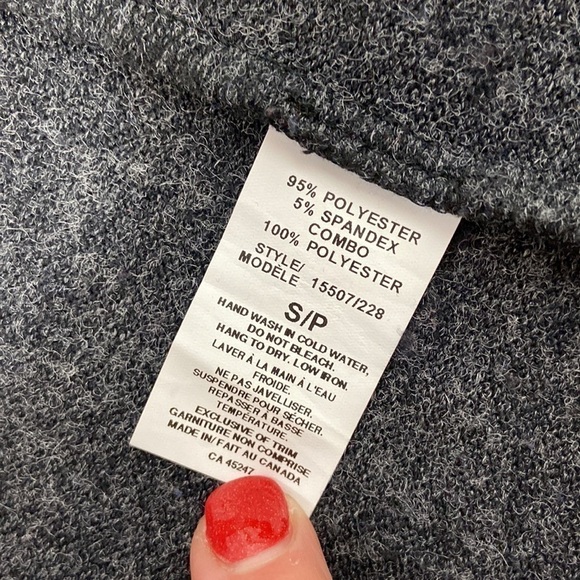 95% POLYESTER
5% SPANDEX
COMBO
100% POLYESTER
STYLE/
MODÈLE 15507/228
S/P
HAND WASH IN COLD WATER.
DO NOT BLEACH.
HANG TO DRY. LOW IRON.
LAVER À LA MAIN À L'EAU
FROIDE
NE PAS JAVELLISER.
SUSPENDRE POUR SÉCHER.
REPASSER À BASSE
TEMPÉRATURE.
EXCLUSIVE OF TRIM
GARNITURE NON COMPRISE
MADE IN/ FAIT AU CANADA
CA 45247